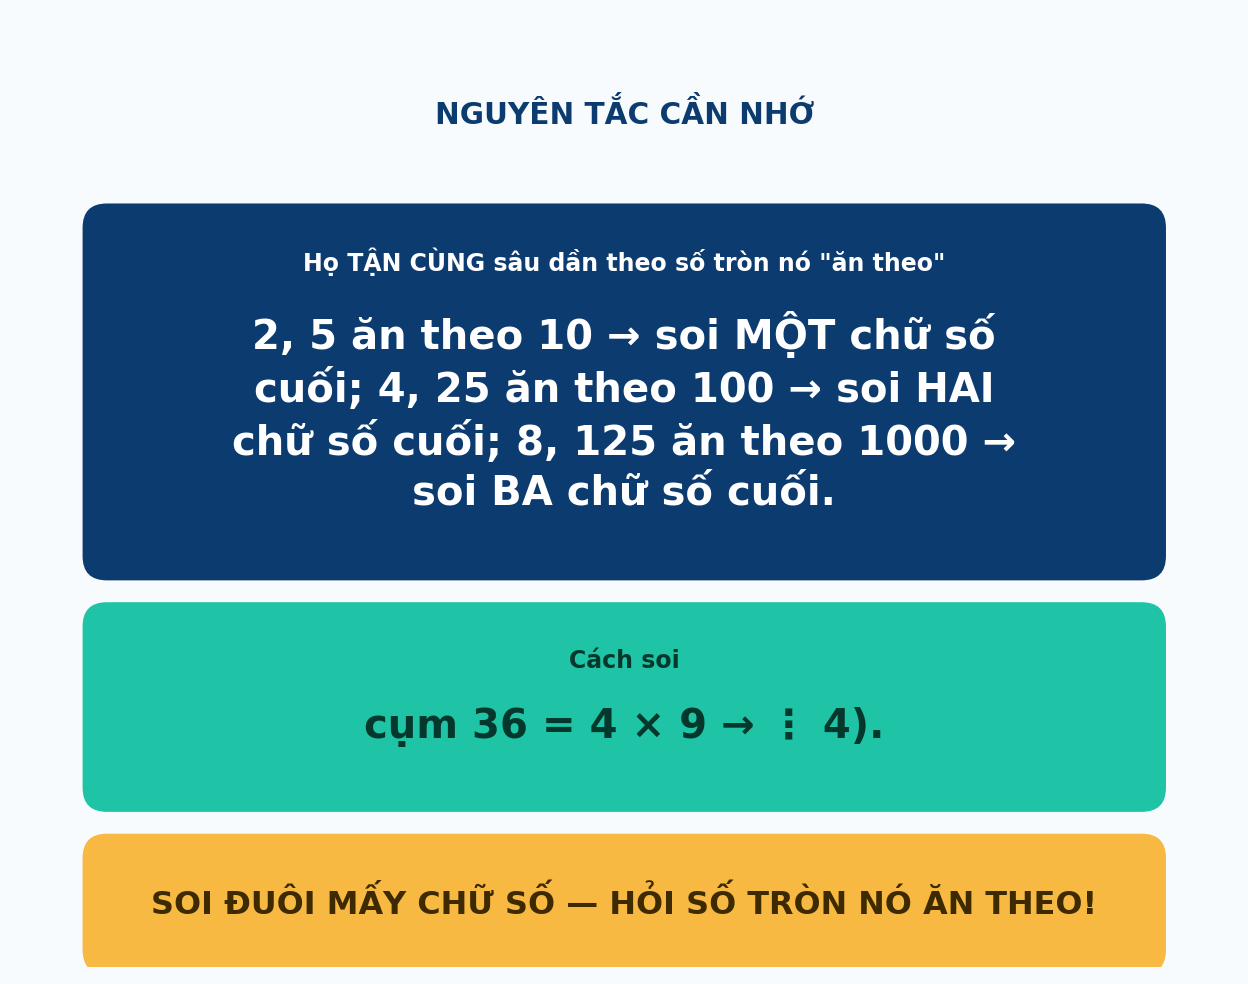 NGUYÊN TẮC CẦN NHỚ
Họ TẬN CÙNG sâu dần theo số tròn nó "ăn theo"
2, 5 ăn theo 10 → soi MỘT chữ số
cuối; 4, 25 ăn theo 100 → soi HAI
chữ số cuối; 8, 125 ăn theo 1000 →
soi BA chữ số cuối.
Cách soi
cụm 36 = 4 × 9 → ⋮ 4).
SOI ĐUÔI MẤY CHỮ SỐ — HỎI SỐ TRÒN NÓ ĂN THEO!